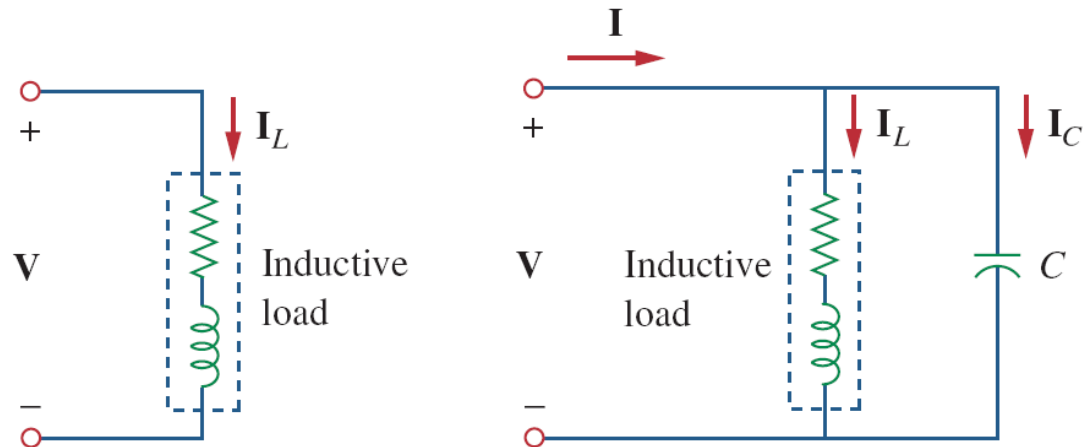 +
I_L
V
Inductive
load
−
I
+
I_L
I_C
V
Inductive
load
C
−